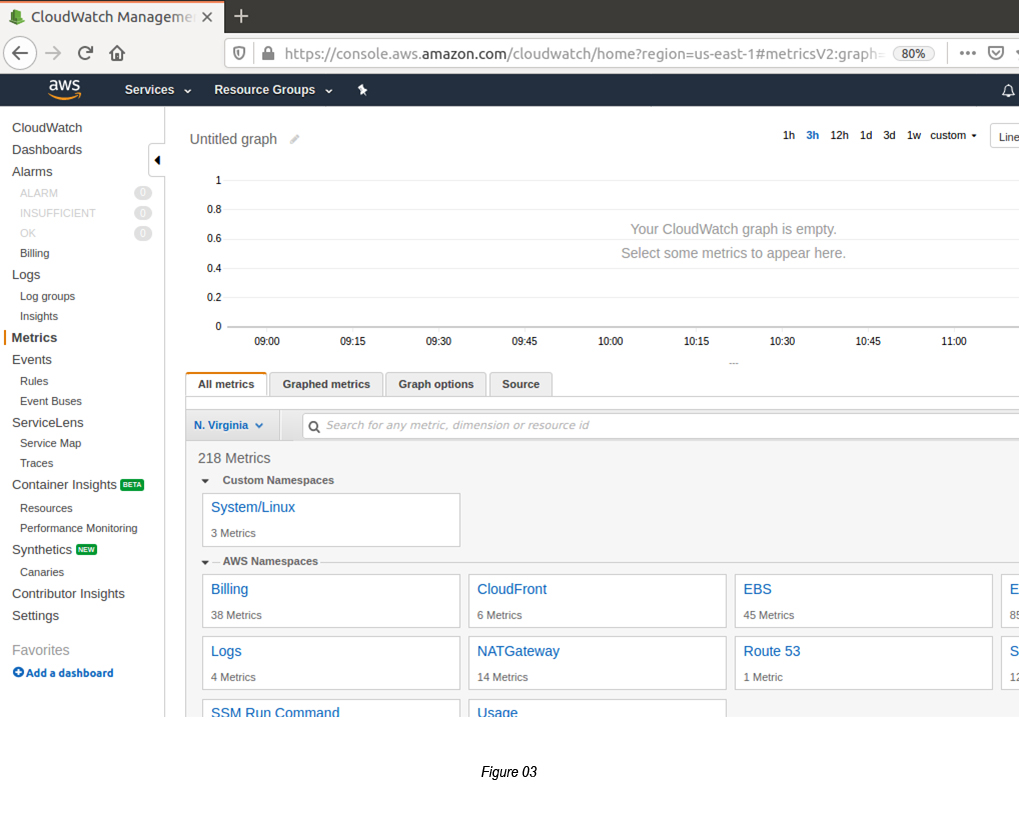 CloudWatch Manageme
https://console.aws.amazon.com/cloudwatch/home?region=us-east-1#metricsV2:graph=
80%
aws
Services
Resource Groups
CloudWatch
Dashboards
Alarms
ALARM 0
INSUFFICIENT 0
OK 0
Billing
Logs
Log groups
Insights
Metrics
Events
Rules
Event Buses
ServiceLens
Service Map
Traces
Container Insights BETA
Resources
Performance Monitoring
Synthetics NEW
Canaries
Contributor Insights
Settings
Favorites
Add a dashboard
Untitled graph
1h 3h 12h 1d 3d 1w custom
Line
1
0.8
0.6
0.4
0.2
0
Your CloudWatch graph is empty.
Select some metrics to appear here.
09:00 09:15 09:30 09:45 10:00 10:15 10:30 10:45 11:00
All metrics
Graphed metrics
Graph options
Source
N. Virginia
Search for any metric, dimension or resource id
218 Metrics
Custom Namespaces
System/Linux
3 Metrics
AWS Namespaces
Billing
38 Metrics
CloudFront
6 Metrics
EBS
45 Metrics
Logs
4 Metrics
NATGateway
14 Metrics
Route 53
1 Metric
SSM Run Command
Usage
Figure 03